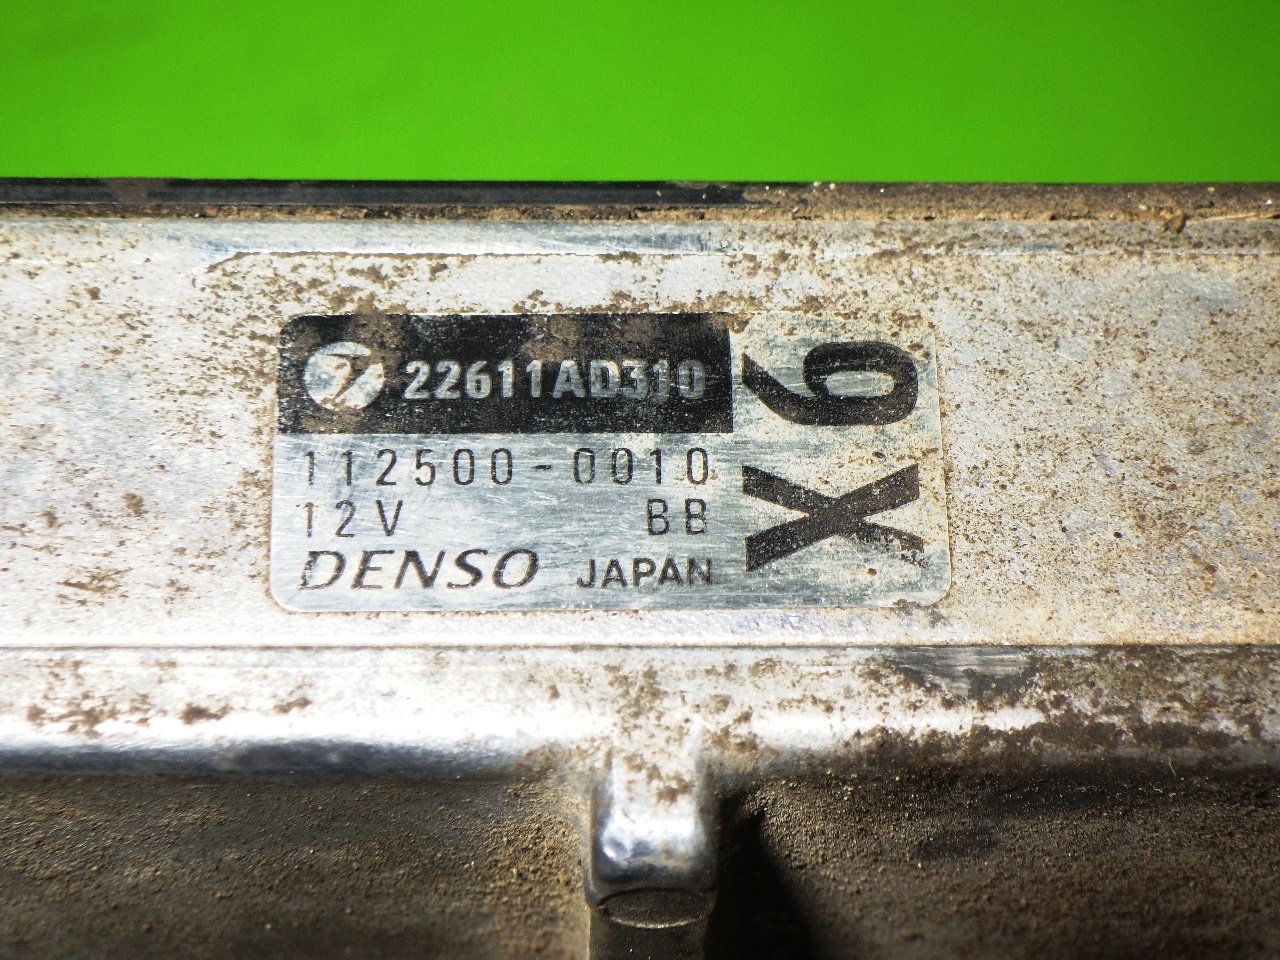 22611AD310
112500-0010
12V BB
DENSO JAPAN
X6